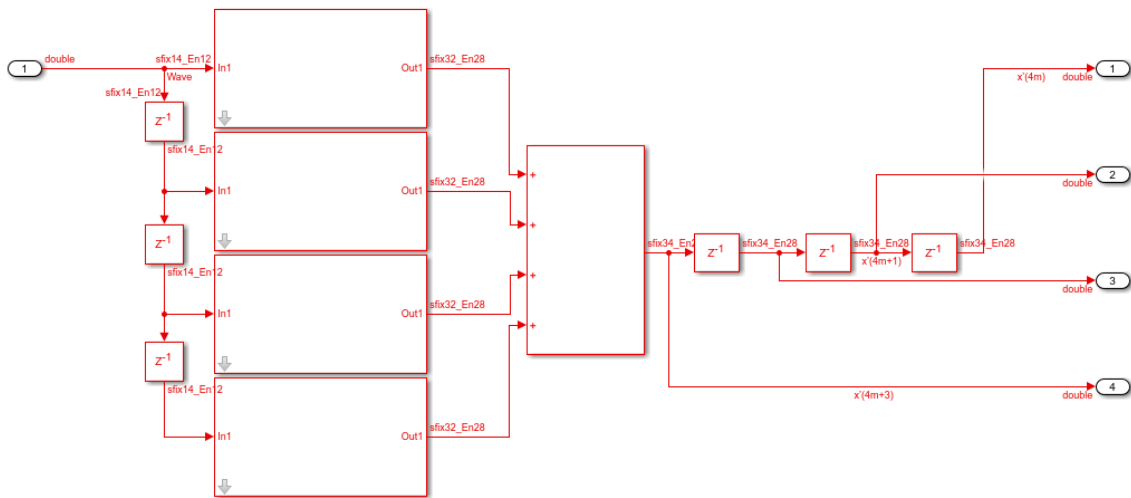 1
double
sfix14_En12
Wave
In1
Out1
sfix32_En28
sfix14_En12
z-1
sfix14_En12
In1
Out1
sfix32_En28
z-1
sfix14_En12
In1
Out1
sfix32_En28
z-1
sfix14_En12
In1
Out1
sfix32_En28
+
+
+
+
z-1
sfix34_En28
z-1
sfix34_En28
x'(4m+1)
z-1
sfix34_En28
x'(4m)
double
1
double
2
double
3
x'(4m+3)
double
4